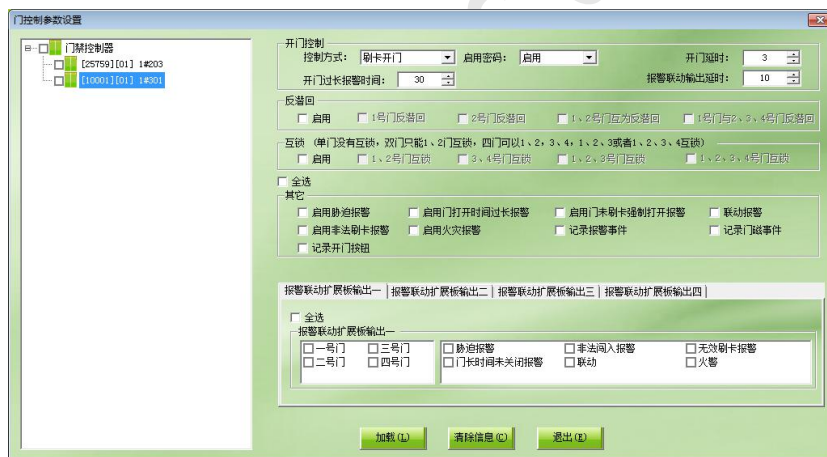 门控制参数设置
门禁控制器
[25759][01] 1#203
[10001][01] 1#301
开门控制
控制方式： 刷卡开门 启用密码： 启用 开门延时： 3
开门过长报警时间： 30 报警联动输出延时： 10
反潜回
启用 1号门反潜回 2号门反潜回 1、2号门互为反潜回 1号门与2、3、4号门反潜回
互锁（单门没有互锁，双门只能1、2门互锁，四门可以1、2，3、4，1、2、3或者1、2、3、4互锁）
启用 1、2号门互锁 3、4号门互锁 1、2、3号门互锁 1、2、3、4号门互锁
全选
其它
启用胁迫报警 启用门打开时间过长报警 启用门未刷卡强制打开报警 联动报警
启用非法刷卡报警 启用火灾报警 记录报警事件 记录门磁事件
记录开门按钮
报警联动扩展板输出一 报警联动扩展板输出二 报警联动扩展板输出三 报警联动扩展板输出四
全选
报警联动扩展板输出一
一号门 三号门 胁迫报警 非法闯入报警 无效刷卡报警
二号门 四号门 门长时间未关闭报警 联动 火警
加载(L) 清除信息(C) 退出(E)